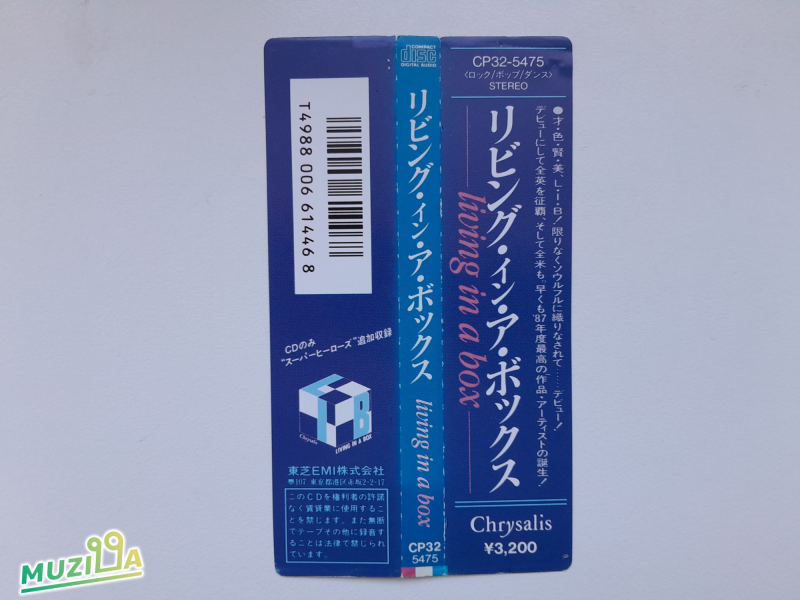 CP32-5475
〈ロック/ポップ/ダンス〉
STEREO
●才・色・賢・美、L・I・B! 限りなくソウルフルに織りなされて……デビュー!
デビューにして全英を征覇、そして全米も。早くも'87年度最高の「作品・アーティストの誕生!
リビング・イン・ア・ボックス
living in a box
Chrysalis
¥3,200
COMPACT
disc
DIGITAL AUDIO
リビング・イン・ア・ボックス
living in a box
CP32
5475
T4988 006 614468
CDのみ
"スーパーヒーローズ"追加収録
LIB
Chrysalis
LIVING IN A BOX
東芝EMI株式会社
〒107 東京都港区赤坂2-2-17
このCDを権利者の許諾
なく賃貸業に使用するこ
とを禁じます。また無断
でテープその他に録音す
ることは法律で禁じられ
ています。
MUZILLA